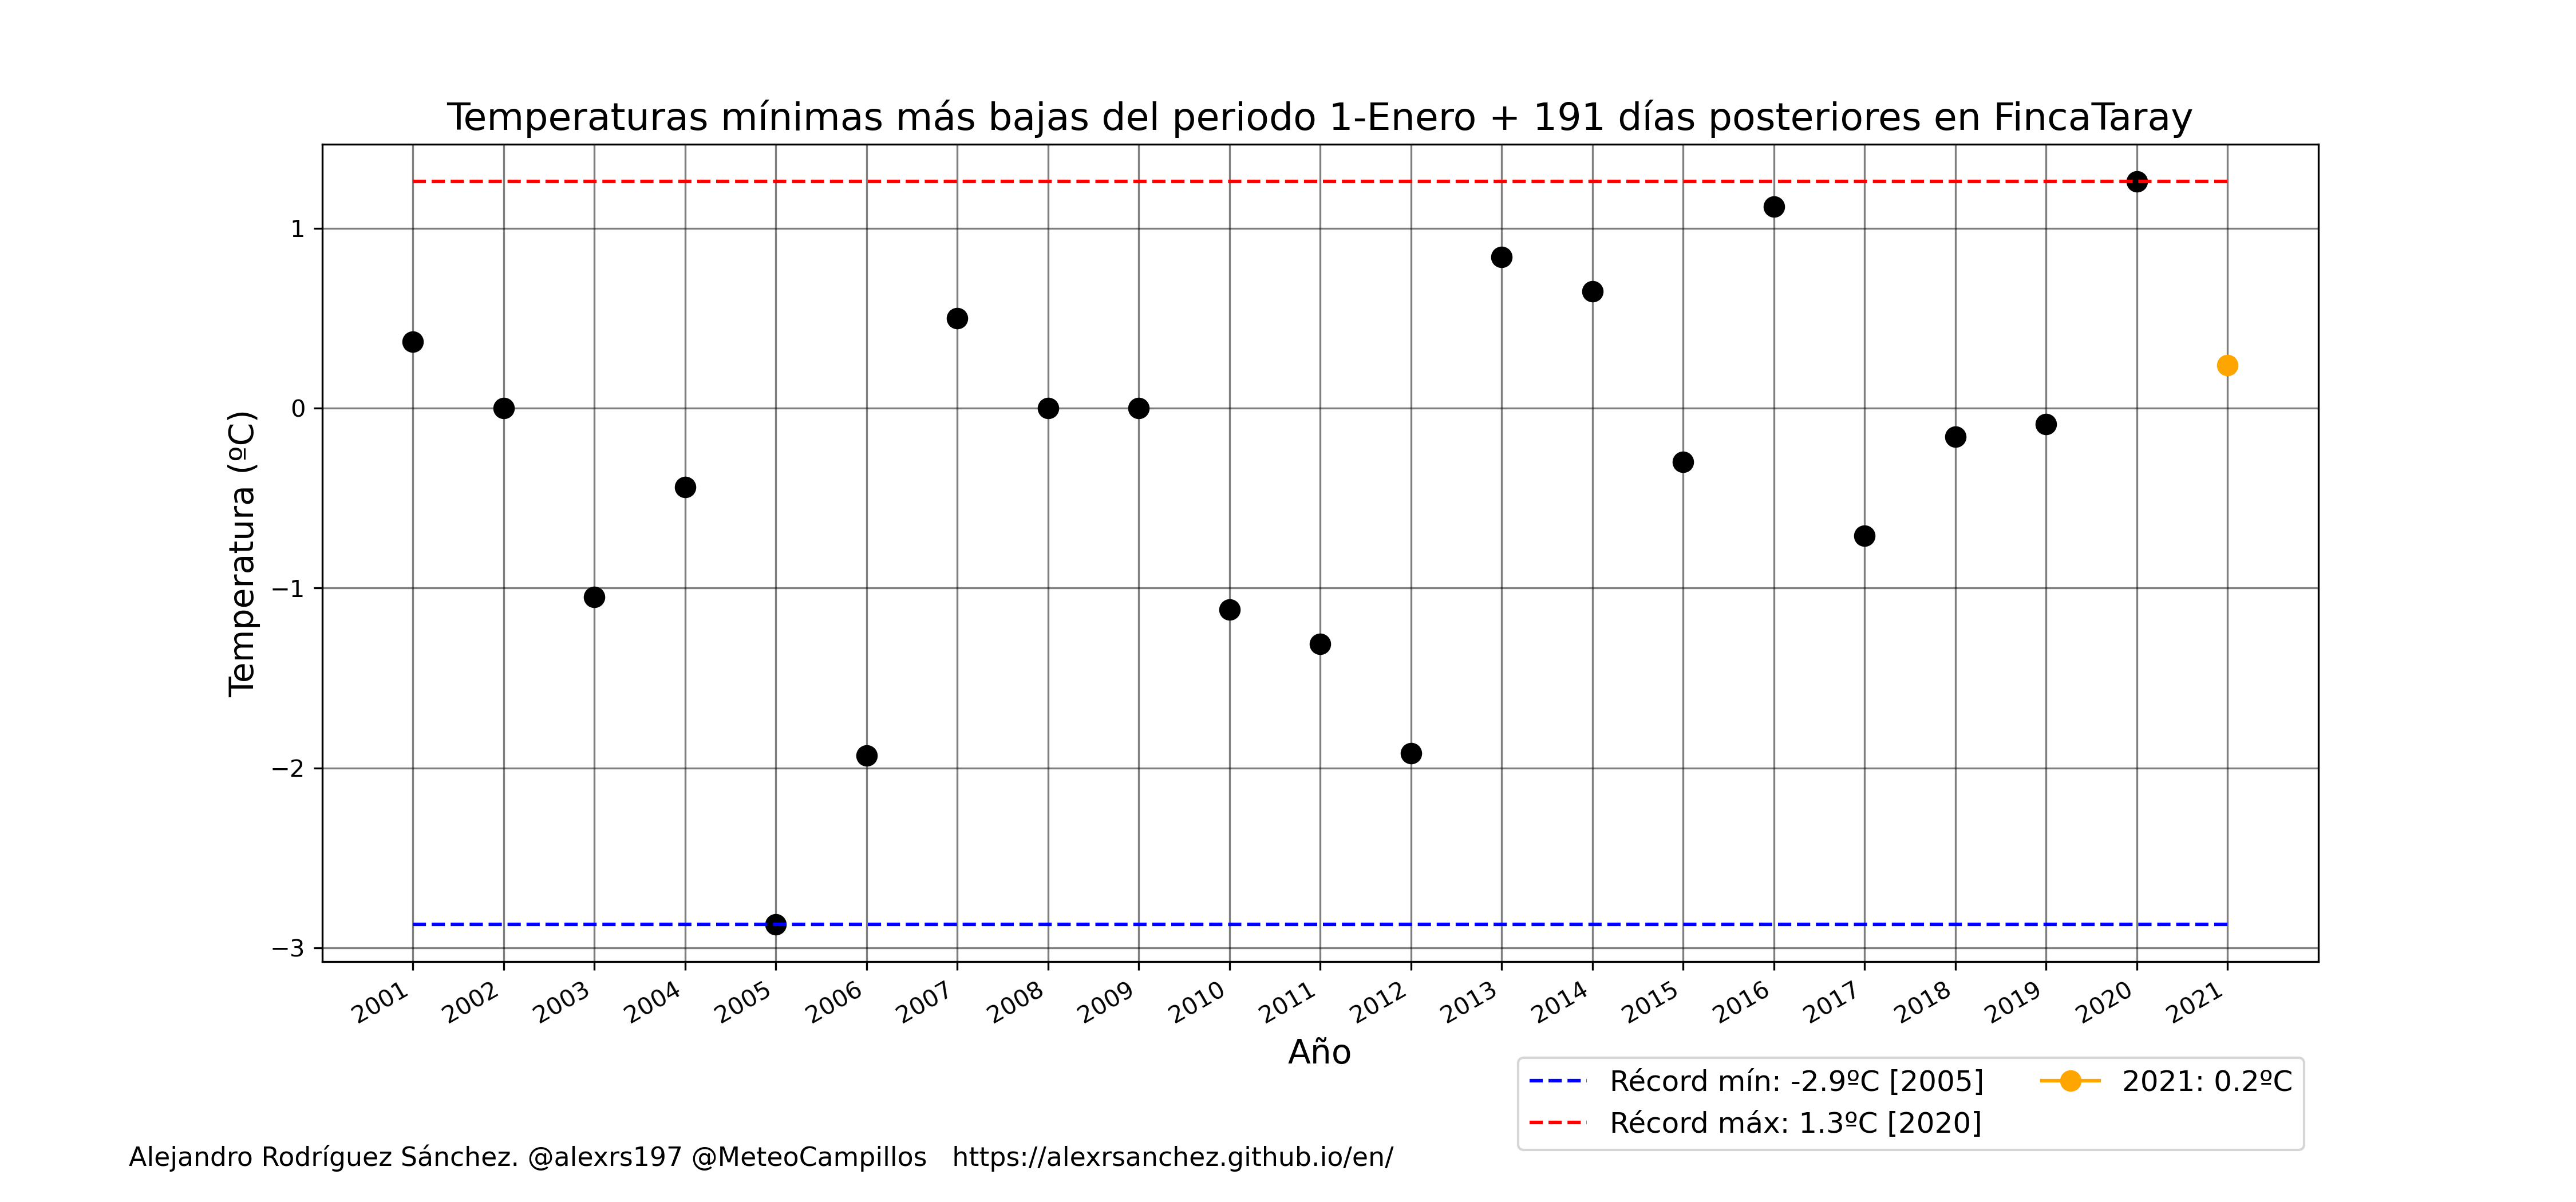 Temperaturas mínimas más bajas del periodo 1-Enero + 191 días posteriores en FincaTaray
Temperatura (ºC)
1
0
−1
−2
−3
2001 2002 2003 2004 2005 2006 2007 2008 2009 2010 2011 2012 2013 2014 2015 2016 2017 2018 2019 2020 2021
Año
Récord mín: -2.9ºC [2005]
Récord máx: 1.3ºC [2020]
2021: 0.2ºC
Alejandro Rodríguez Sánchez. @alexrs197 @MeteoCampillos https://alexrsanchez.github.io/en/